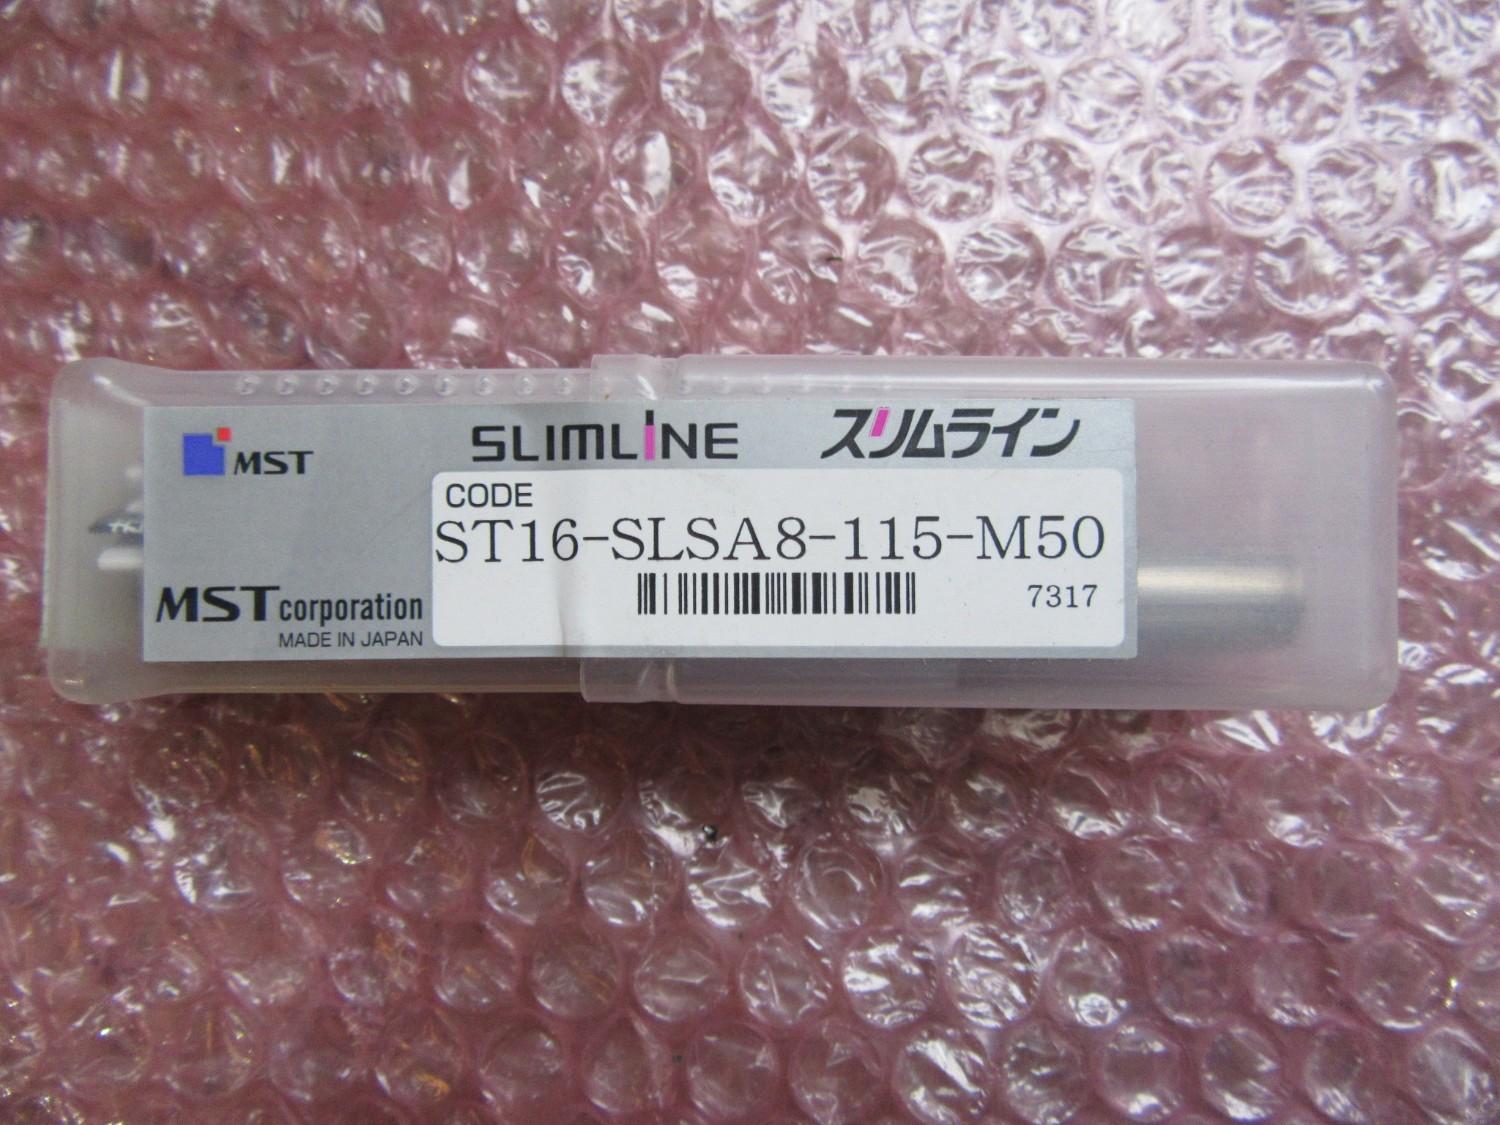 MST
SLIMLINE
スリムライン
CODE
ST16-SLSA8-115-M50
7317
MST corporation
MADE IN JAPAN